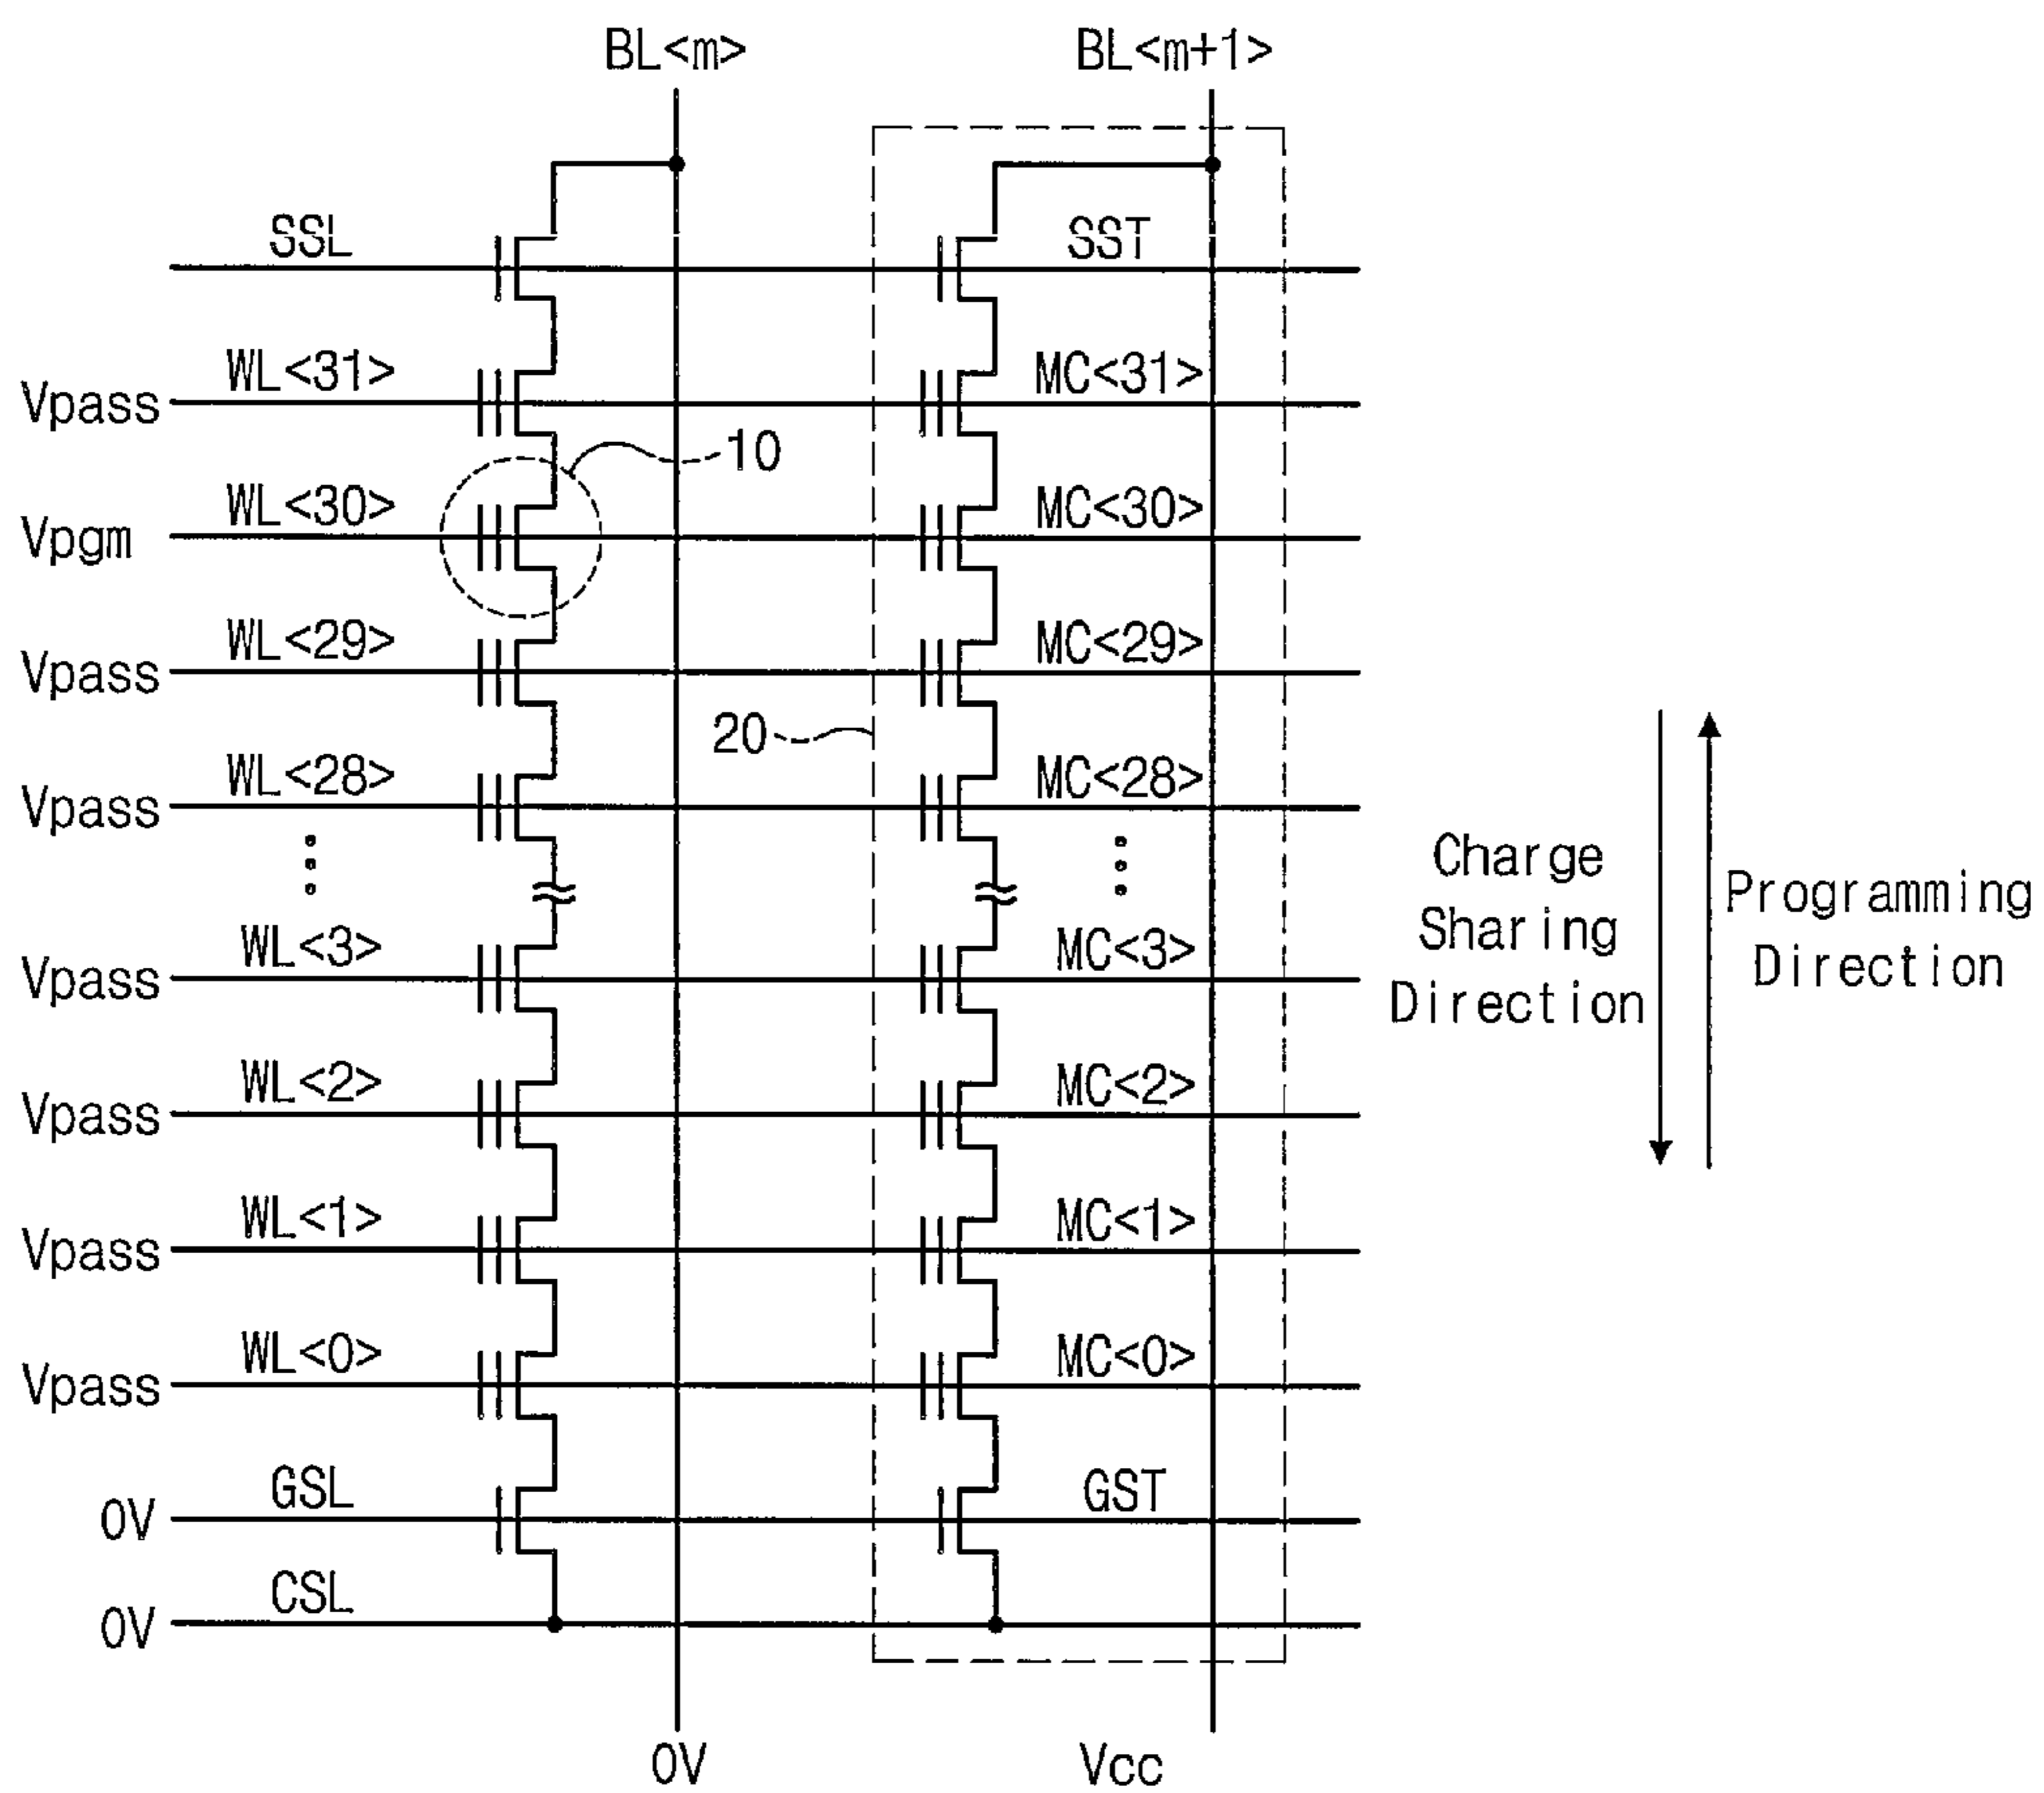 BL<m> BL<m+1>
SSL SST
Vpass WL<31> MC<31>
10
Vpgm WL<30> MC<30>
Vpass WL<29> MC<29>
20
Vpass WL<28> MC<28>
Charge
Sharing
Direction
Programming
Direction
Vpass WL<3> MC<3>
Vpass WL<2> MC<2>
Vpass WL<1> MC<1>
Vpass WL<0> MC<0>
0V GSL GST
0V CSL
0V Vcc